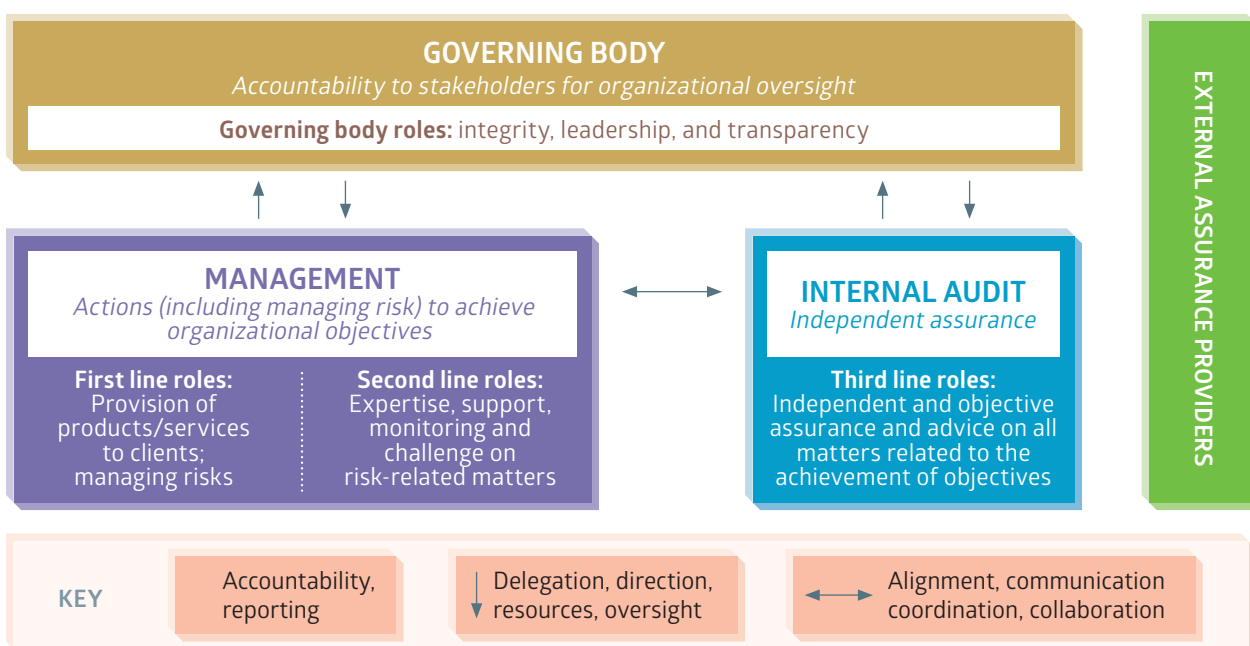 GOVERNING BODY
Accountability to stakeholders for organizational oversight
Governing body roles: integrity, leadership, and transparency
MANAGEMENT
Actions (including managing risk) to achieve
organizational objectives
First line roles:
Provision of
products/services
to clients;
managing risks
Second line roles:
Expertise, support,
monitoring and
challenge on
risk-related matters
INTERNAL AUDIT
Independent assurance
Third line roles:
Independent and objective
assurance and advice on all
matters related to the
achievement of objectives
EXTERNAL ASSURANCE PROVIDERS
KEY
Accountability,
reporting
Delegation, direction,
resources, oversight
Alignment, communication
coordination, collaboration